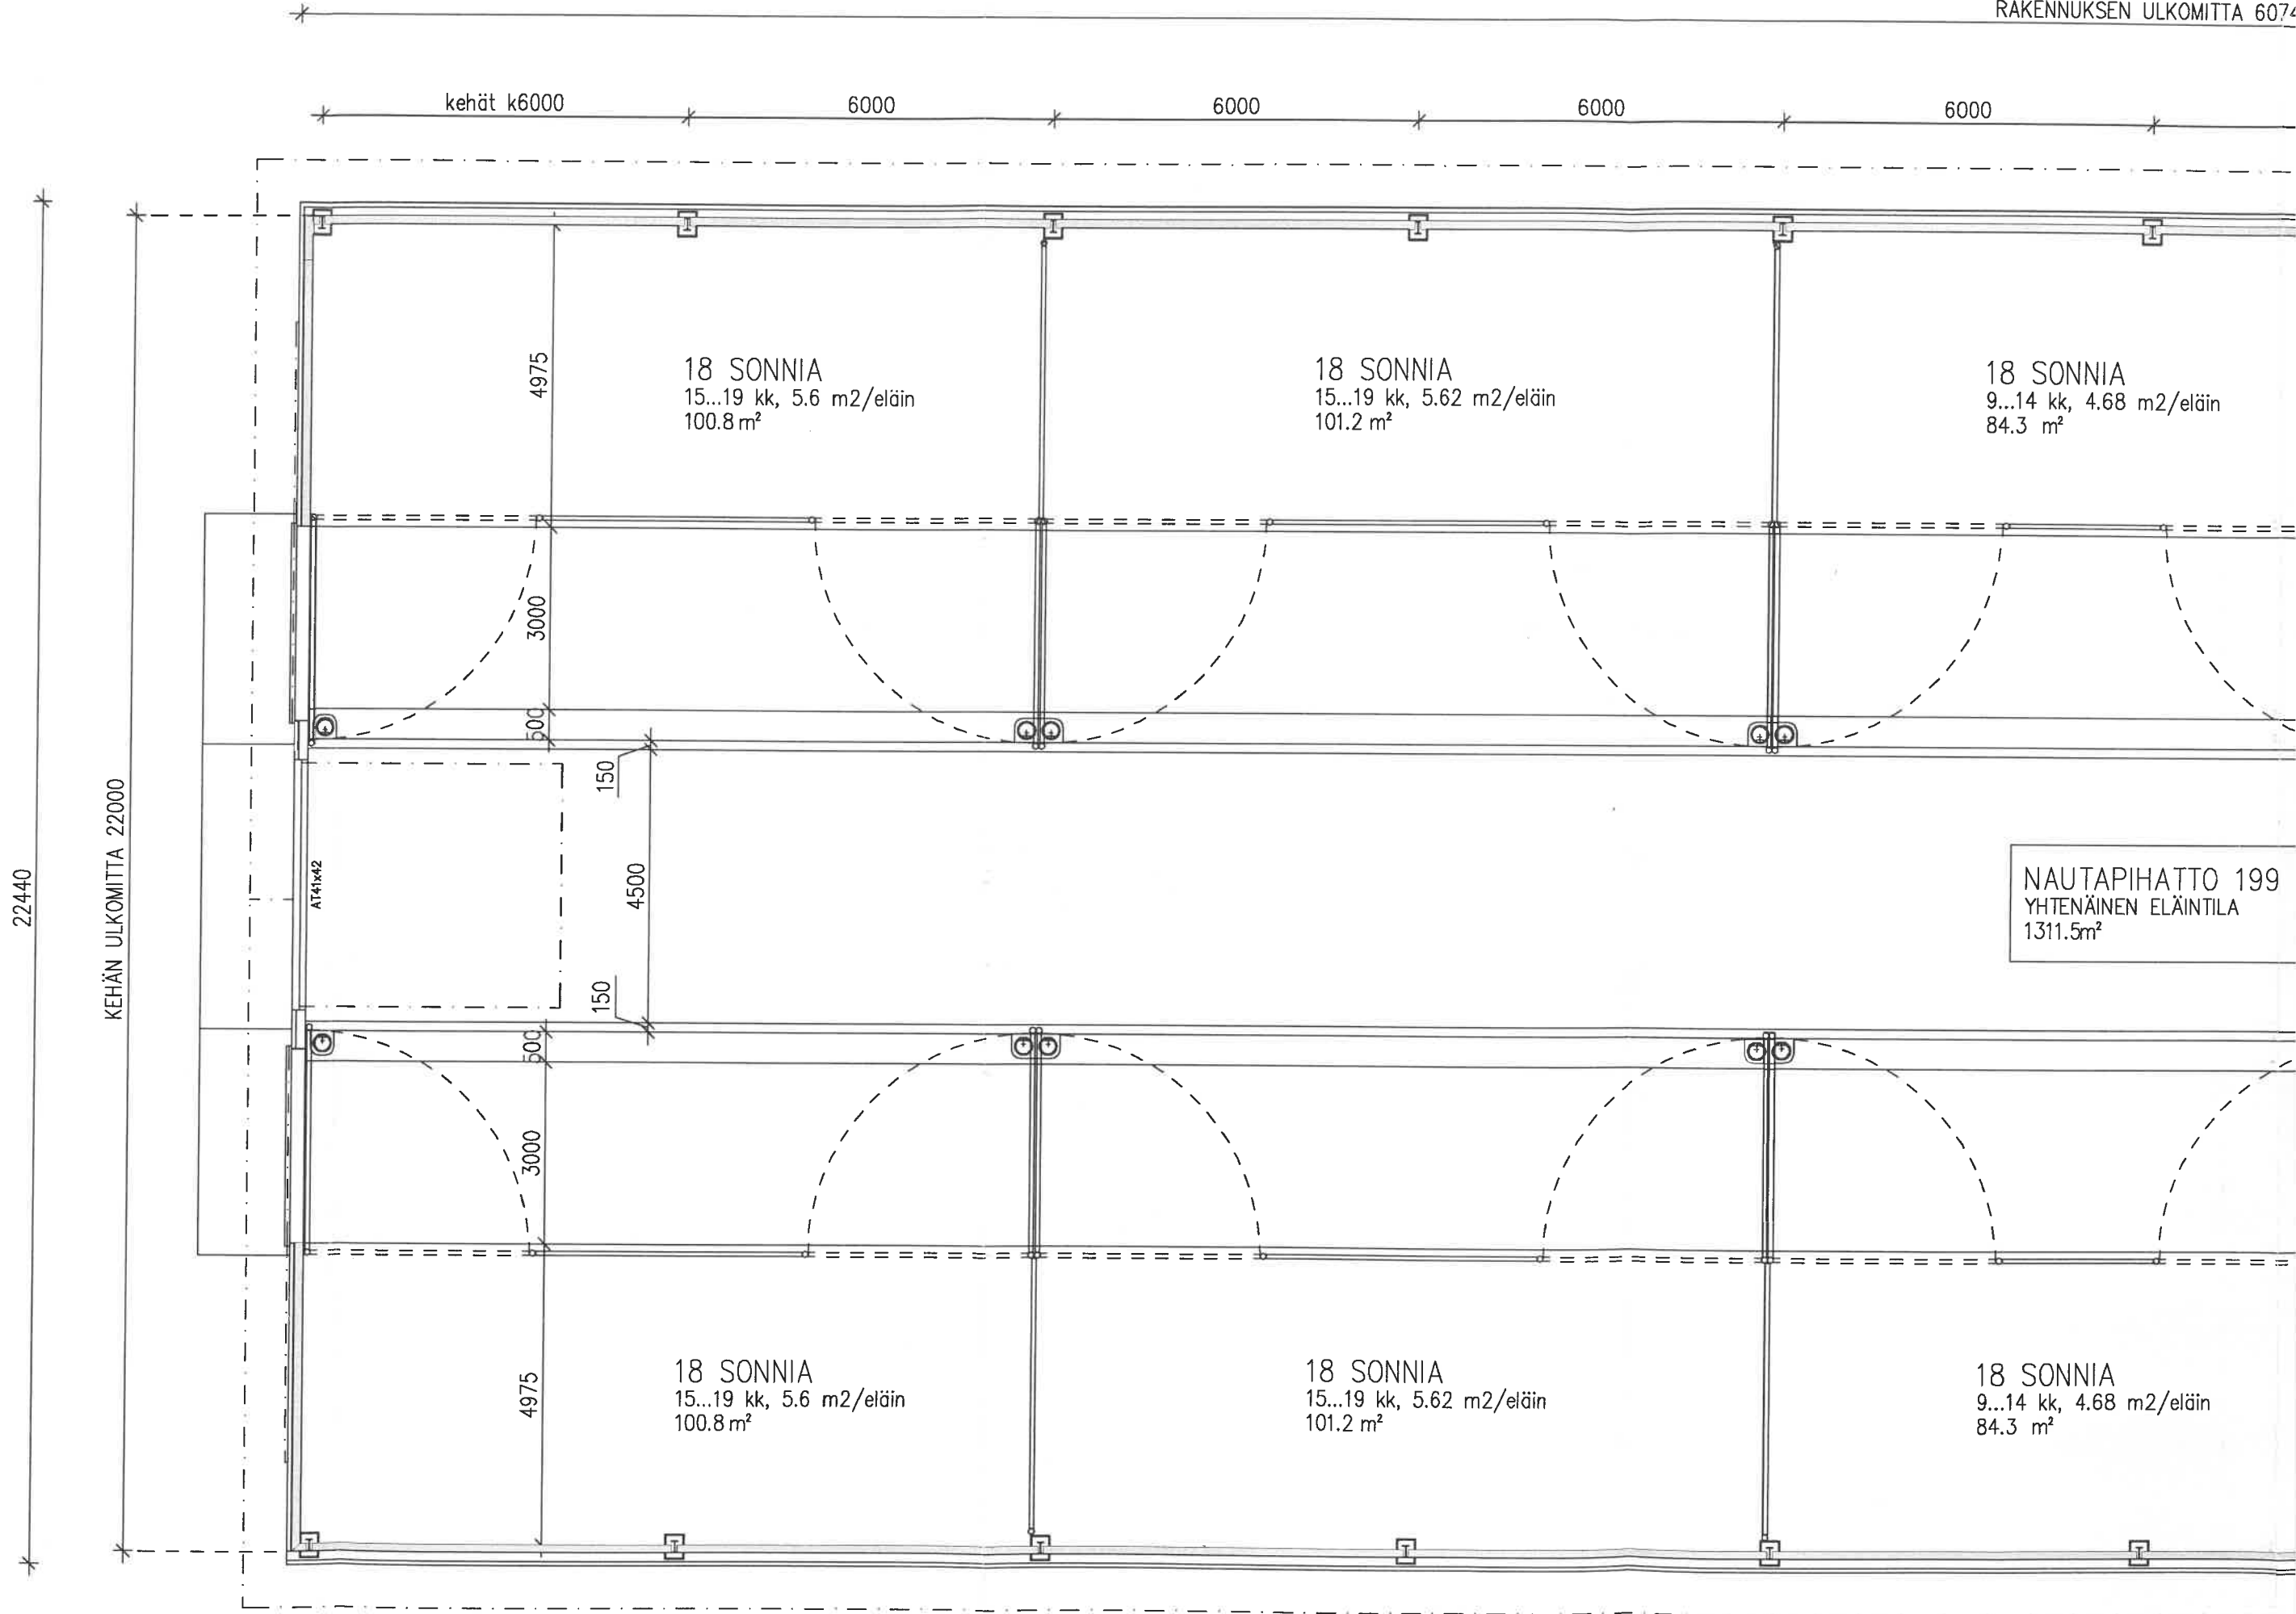 RAKENNUKSEN ULKOMITTA 6074
kehät k6000
6000
6000
6000
6000
22440
KEHÄN ULKOMITTA 22000
4975
18 SONNIA
15...19 kk, 5.6 m2/eläin
100.8 m²
18 SONNIA
15...19 kk, 5.62 m2/eläin
101.2 m²
18 SONNIA
9...14 kk, 4.68 m2/eläin
84.3 m²
3000
500
150
AT41x42
4500
NAUTAPIHATTO 199
YHTENÄINEN ELÄINTILA
1311.5m²
150
500
3000
4975
18 SONNIA
15...19 kk, 5.6 m2/eläin
100.8 m²
18 SONNIA
15...19 kk, 5.62 m2/eläin
101.2 m²
18 SONNIA
9...14 kk, 4.68 m2/eläin
84.3 m²